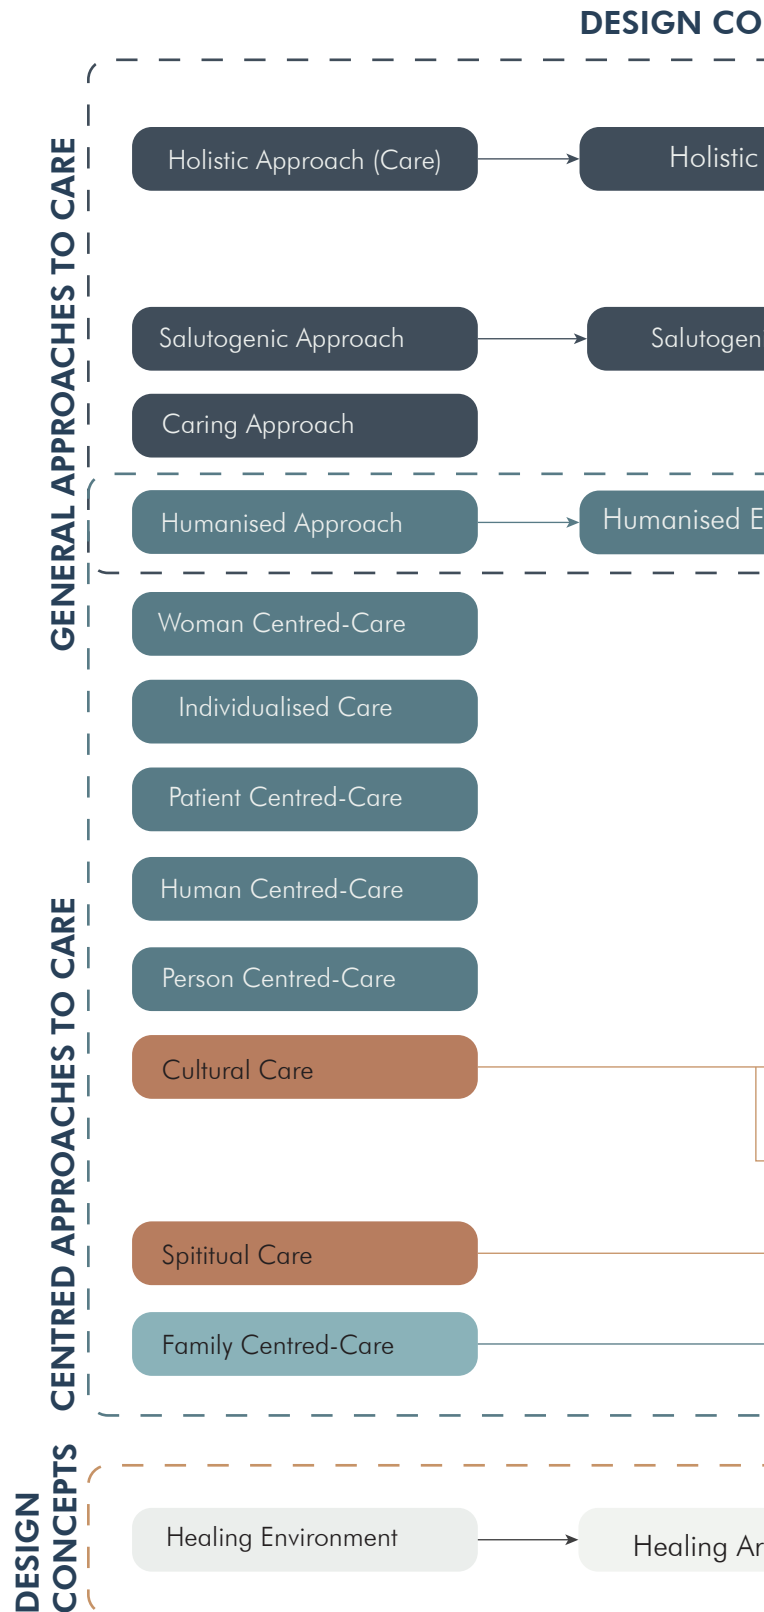 DESIGN CO
GENERAL APPROACHES TO CARE
Holistic Approach (Care)
Holistic
Salutogenic Approach
Salutogen
Caring Approach
Humanised Approach
Humanised E
CENTRED APPROACHES TO CARE
Woman Centred-Care
Individualised Care
Patient Centred-Care
Human Centred-Care
Person Centred-Care
Cultural Care
Spititual Care
Family Centred-Care
DESIGN
CONCEPTS
Healing Environment
Healing Ar